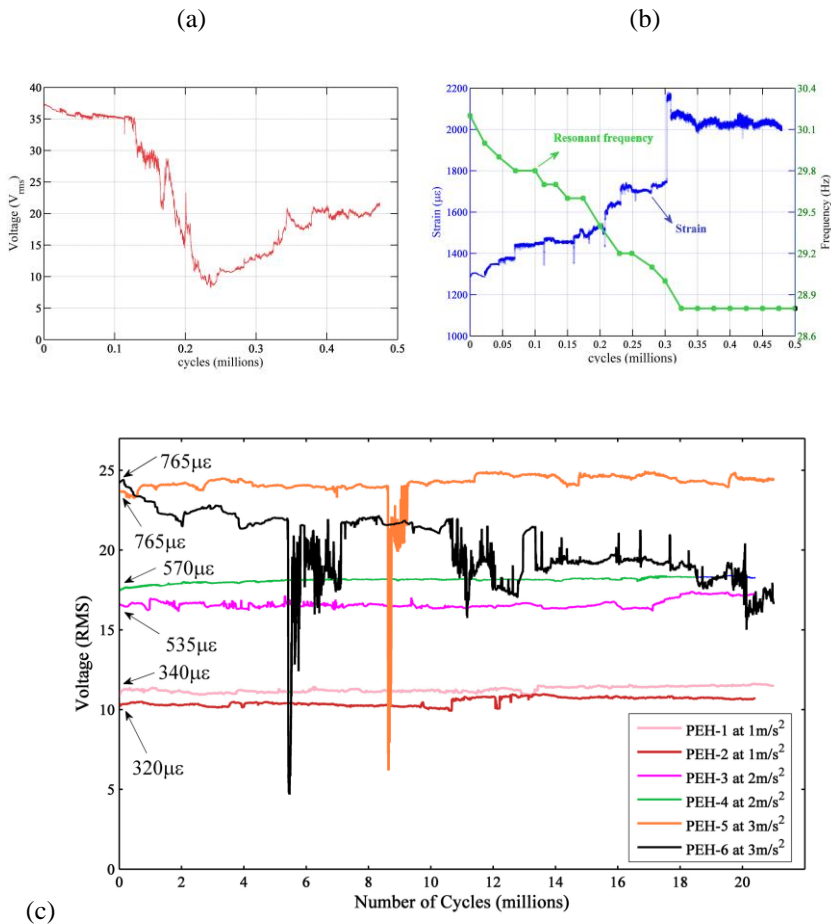 (a)
(b)
40
35
30
25
20
15
10
5
0
Voltage (V_rms)
0
0.1
0.2
0.3
0.4
0.5
cycles (millions)
2200
2000
1800
1600
1400
1200
1000
Strain (με)
Resonant frequency
Strain
30.4
30.1
29.8
29.6
29.2
28.9
28.6
Frequency (Hz)
0
0.05
0.1
0.15
0.2
0.25
0.3
0.35
0.4
0.45
0.5
cycles (millions)
25
20
15
10
5
0
Voltage (RMS)
765με
765με
570με
535με
340με
320με
PEH-1 at 1m/s²
PEH-2 at 1m/s²
PEH-3 at 2m/s²
PEH-4 at 2m/s²
PEH-5 at 3m/s²
PEH-6 at 3m/s²
0
2
4
6
8
10
12
14
16
18
20
Number of Cycles (millions)
(c)